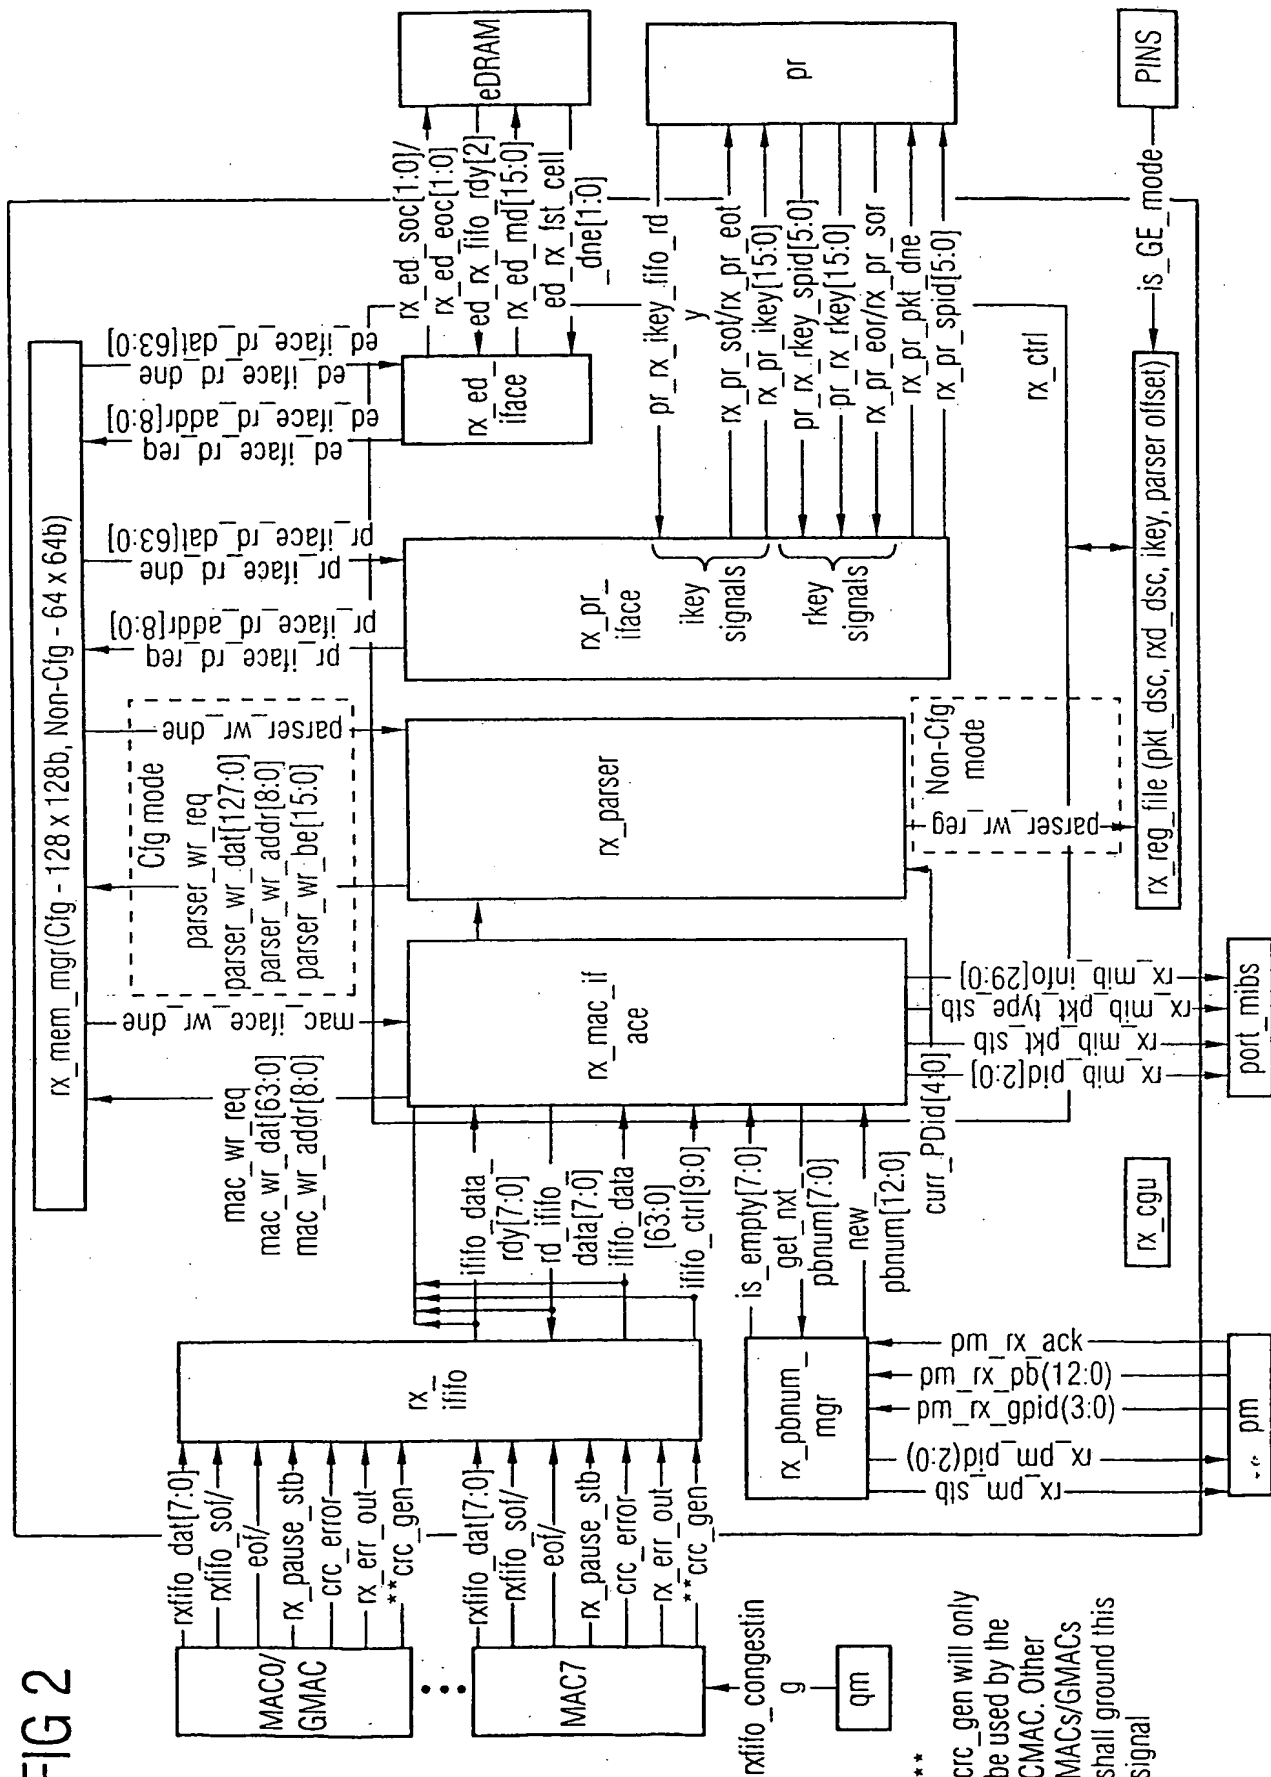 FIG 2
rx_mem_mgr(Cfg - 128 x 128b, Non-Cfg - 64 x 64b)
mac_wr_req
mac_wr_dat[63:0]
mac_wr_addr[8:0]
mac_iface_wr_dne
Cfg mode
parser_wr_req
parser_wr_dat[127:0]
parser_wr_addr[8:0]
parser_wr_be[15:0]
parser_wr_dne
pr_iface_rd_req
pr_iface_rd_addr[8:0]
pr_iface_rd_dne
pr_iface_rd_dat[63:0]
ed_iface_rd_req
ed_iface_rd_addr[8:0]
ed_iface_rd_dne
ed_iface_rd_dat[63:0]
MAC0/
GMAC
rxfifo_dat[7:0]
rxfifo_sof/
eof/
rx_pause_stb
crc_error
rx_err_out
**crc_gen
MAC7
rxfifo_dat[7:0]
rxfifo_sof/
eof/
rx_pause_stb
crc_error
rx_err_out
**crc_gen
rxfifo_congestin
g
qm
**
crc_gen will only
be used by the
CMAC. Other
MACs/GMACs
shall ground this
signal
rx_
ififo
ififo_data_
rdy[7:0]
rd_ififo_
data[7:0]
ififo_data
[63:0]
ififo_ctrl[9:0]
is_empty[7:0]
get_nxt_
pbnum[7:0]
new_
pbnum[12:0]
curr_PDid[4:0]
rx_pbnum_
mgr
rx_pm_stb
rx_pm_pid(2:0)
pm_rx_gpid(3:0)
pm_rx_pb(12:0)
pm_rx_ack
pm
rx_cgu
rx_mac_if
ace
rx_mib_pid[2:0]
rx_mib_pkt_stb
rx_mib_pkt_type_stb
rx_mib_info[29:0]
port_mibs
rx_parser
parser_wr_reg
Non-Cfg
mode
rx_pr_
iface
ikey
signals
rkey
signals
rx_ed_
iface
rx_ed_soc[1:0]/
rx_ed_eoc[1:0]
ed_rx_fifo_rdy[2]
rx_ed_md[15:0]
ed_rx_fst_cell
_dne[1:0]
eDRAM
pr_rx_ikey_fifo_rd
y
rx_pr_sot/rx_pr_eot
rx_pr_ikey[15:0]
pr_rx_rkey_spid[5:0]
pr_rx_rkey[15:0]
rx_pr_eor/rx_pr_sor
rx_pr_pkt_dne
rx_pr_spid[5:0]
pr
rx_ctrl
rx_reg_file (pkt_dsc, rxd_dsc, ikey, parser offset)
is_GE_mode
PINS